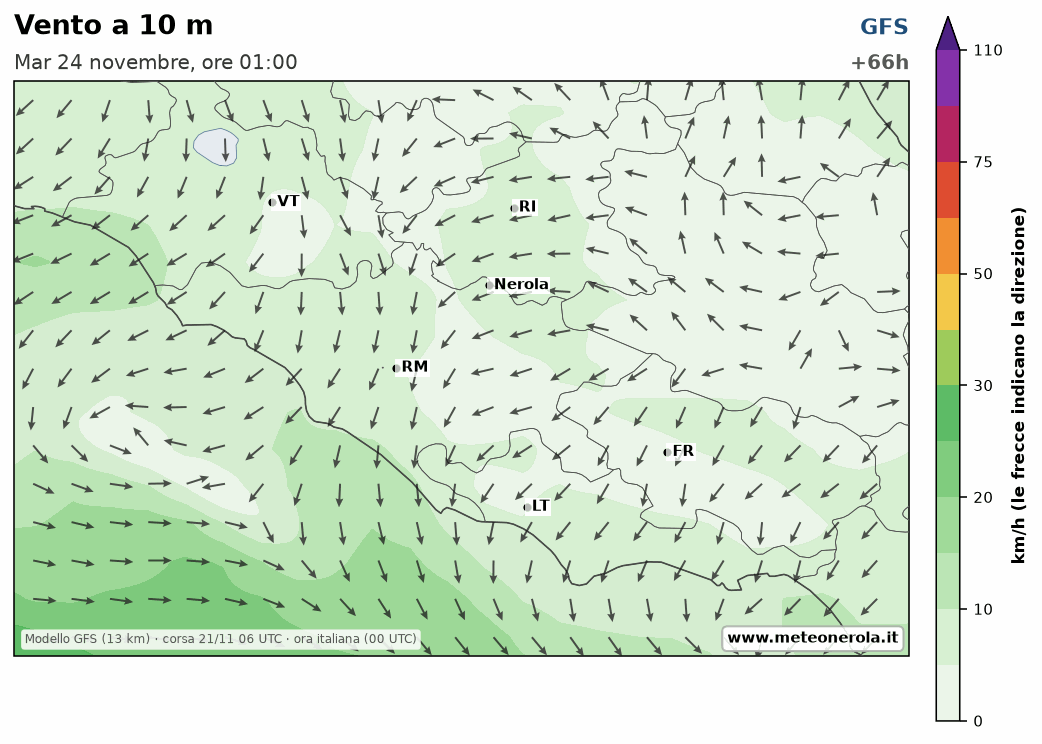 Vento a 10 m
GFS
Mar 24 novembre, ore 01:00
+66h
VT
RI
Nerola
RM
FR
LT
Modello GFS (13 km) · corsa 21/11 06 UTC · ora italiana (00 UTC)
www.meteonerola.it
110
75
50
30
20
10
0
km/h (le frecce indicano la direzione)